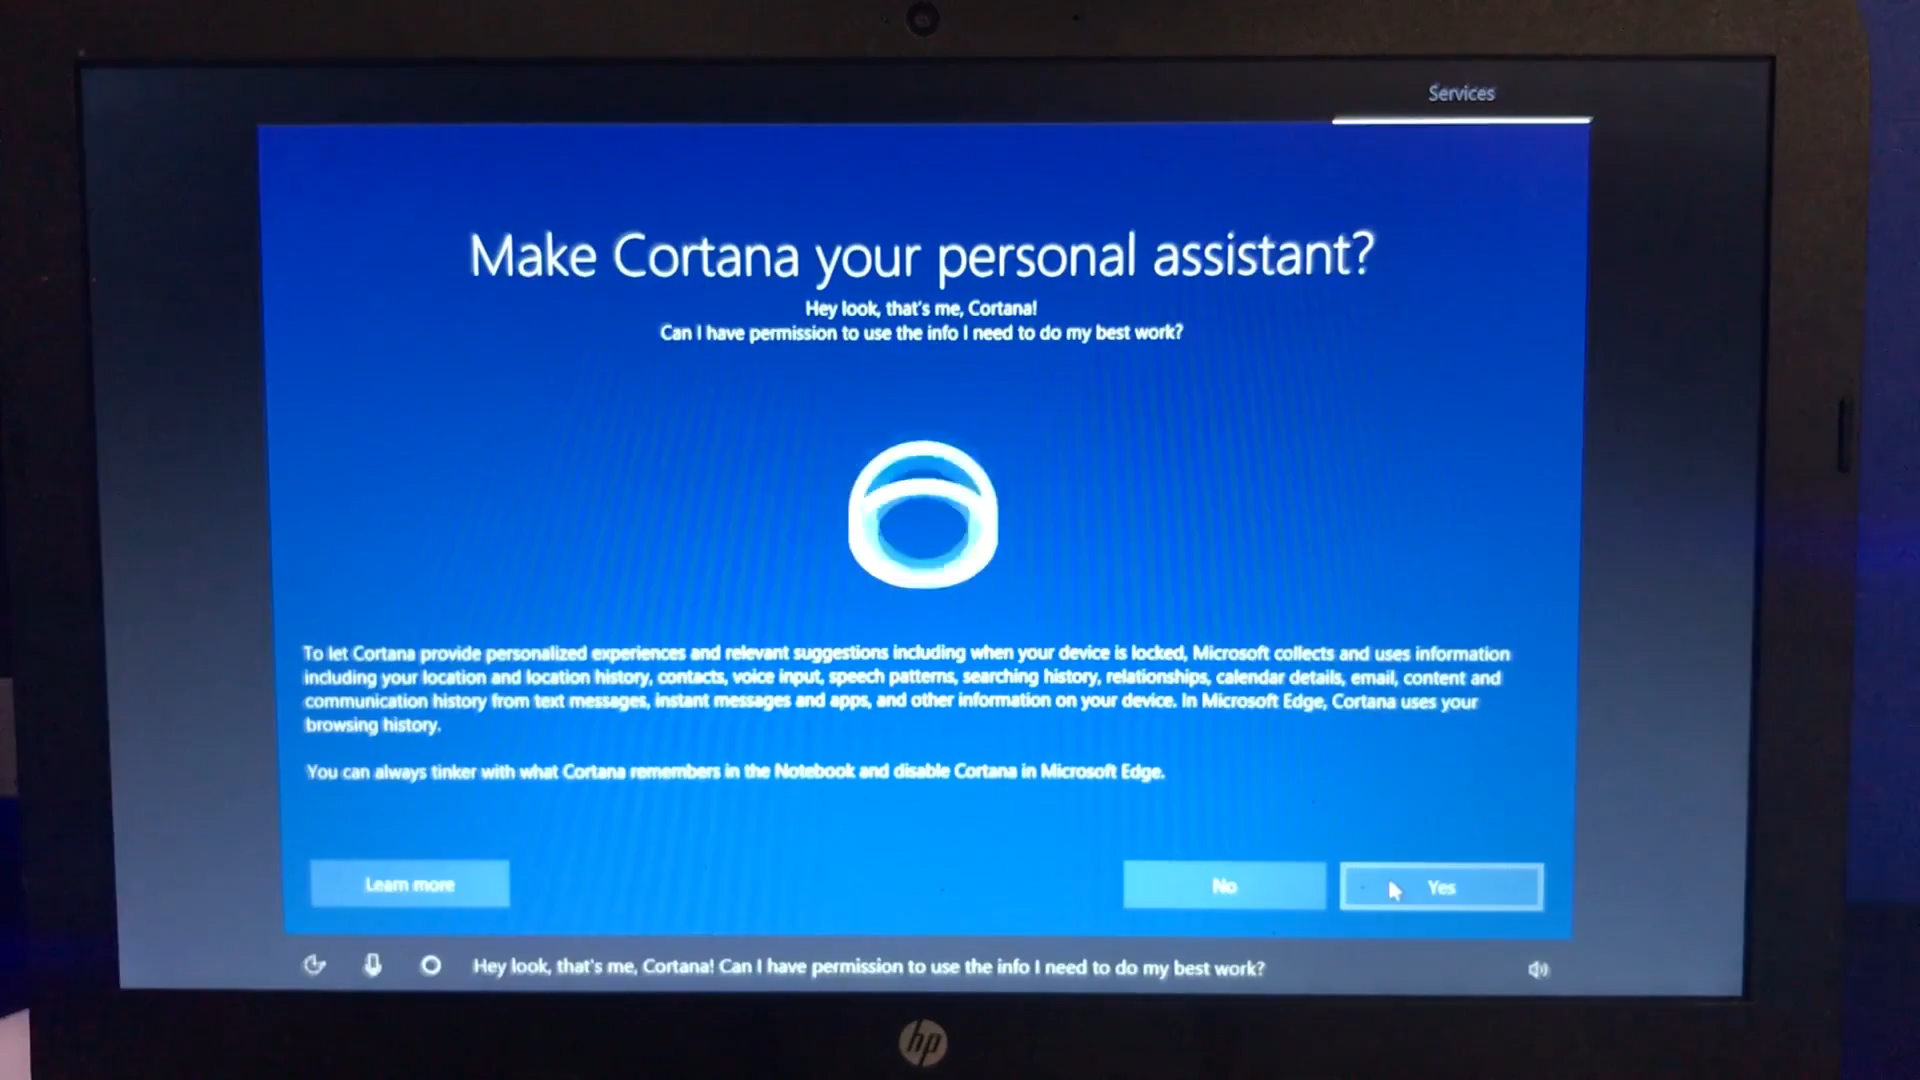 Services
Make Cortana your personal assistant?
Hey look, that's me, Cortana!
Can I have permission to use the info I need to do my best work?
To let Cortana provide personalized experiences and relevant suggestions including when your device is locked, Microsoft collects and uses information
including your location and location history, contacts, voice input, speech patterns, searching history, relationships, calendar details, email, content and
communication history from text messages, instant messages and apps, and other information on your device. In Microsoft Edge, Cortana uses your
browsing history.
You can always tinker with what Cortana remembers in the Notebook and disable Cortana in Microsoft Edge.
Learn more
No
Yes
Hey look, that's me, Cortana! Can I have permission to use the info I need to do my best work?
hp